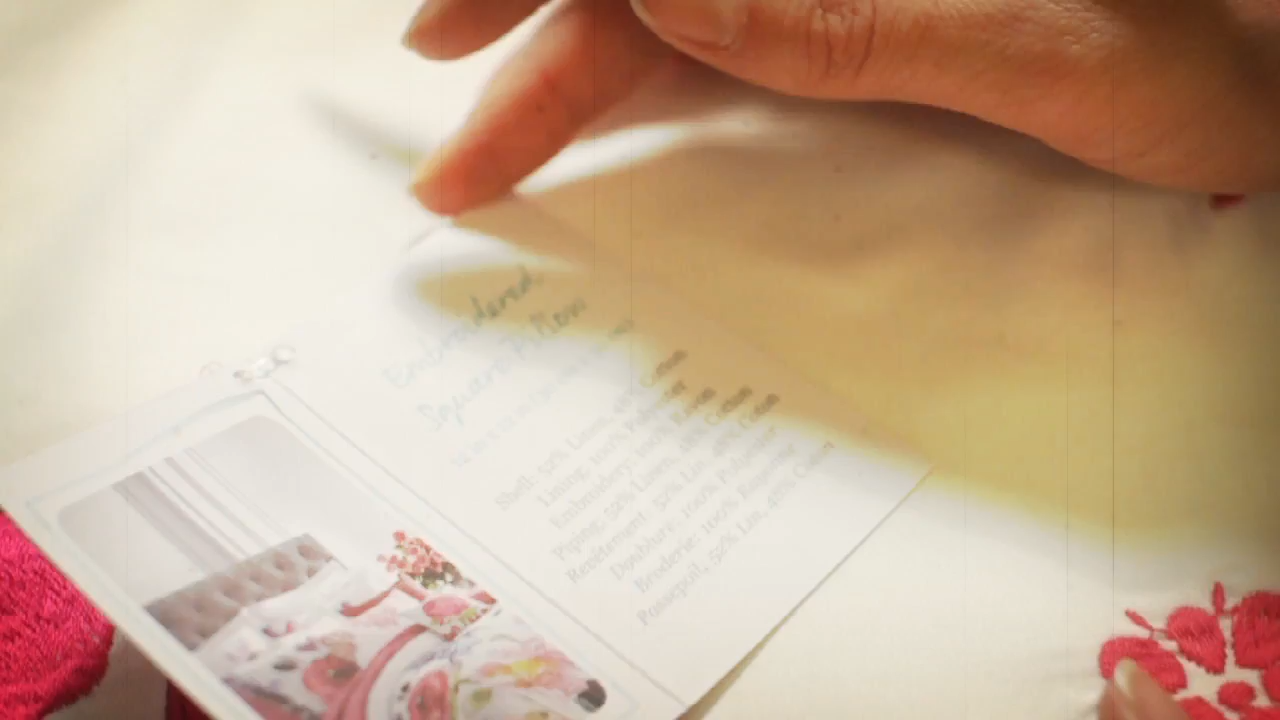 Embroidered
Square Pillow
Shell: 52% Linen, 48% Cotton
Lining: 100% Polyester
Embroidery: 100% Rayon
Piping: 52% Linen, 48% Cotton
Revêtement: 52% Lin, 48% Coton
Doublure: 100% Polyester
Broderie: 100% Rayonne
Passepoil, 52% Lin, 48% Coton